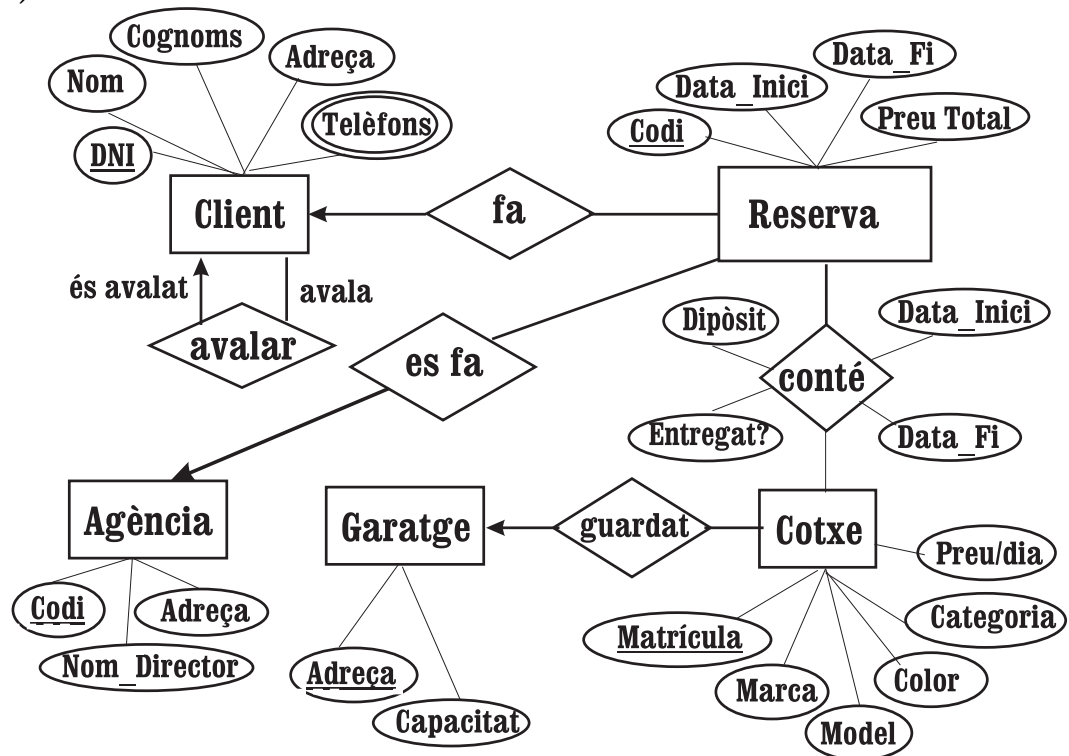 )
Cognoms
Nom
Adreça
Telèfons
DNI
Client
Data_Fi
Data_Inici
Preu Total
Codi
Reserva
fa
és avalat
avala
avalar
es fa
Dipòsit
Data_Inici
conté
Entregat?
Data_Fi
Agència
Codi
Adreça
Nom_Director
Garatge
Adreça
Capacitat
guardat
Cotxe
Preu/dia
Categoria
Matrícula
Marca
Color
Model